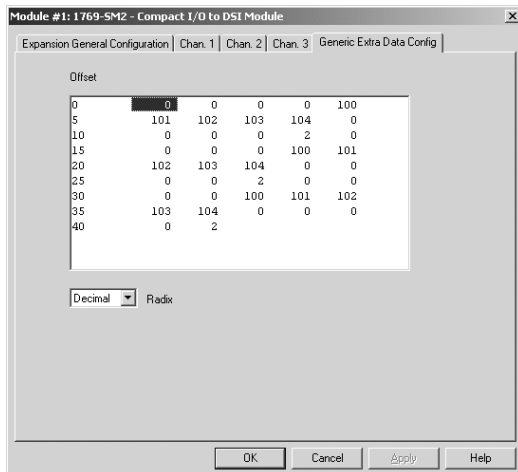 Module #1: 1769-SM2 - Compact I/O to DSI Module
Expansion General Configuration Chan. 1 Chan. 2 Chan. 3 Generic Extra Data Config
Offset
0 0 0 0 0 100
5 101 102 103 104 0
10 0 0 0 2 0
15 0 0 0 100 101
20 102 103 104 0 0
25 0 0 2 0 0
30 0 0 100 101 102
35 103 104 0 0 0
40 0 2
Decimal Radix
OK Cancel Apply Help